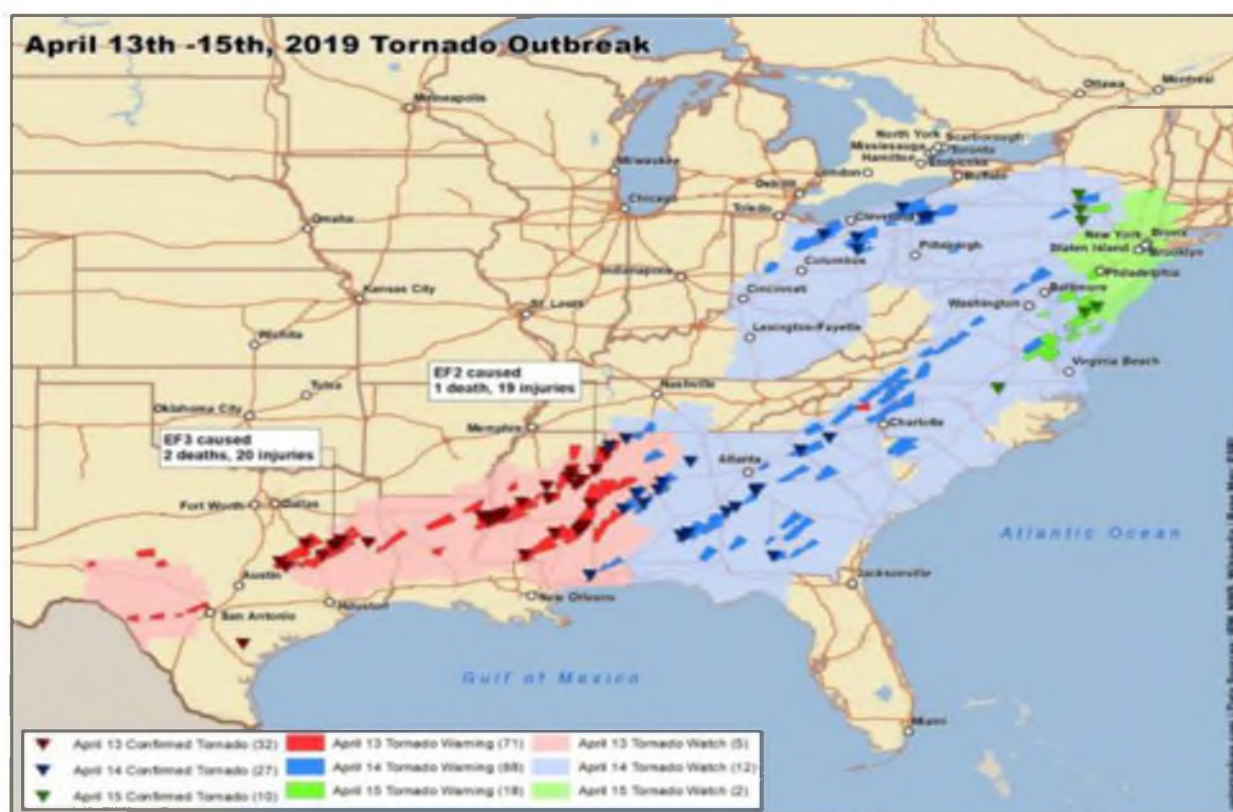 April 13th -15th, 2019 Tornado Outbreak
Ottawa
Montreal
Minneapolis
North York
Scarborough
Mississauga
Toronto
Hamilton
Etobicoke
Milwaukee
London
Buffalo
Detroit
Chicago
Toledo
Cleveland
Omaha
New York
Bronx
Staten Island
Brooklyn
Pittsburgh
Columbus
Indianapolis
Philadelphia
Kansas City
Cincinnati
Baltimore
Washington
St. Louis
Lexington-Fayette
Wichita
Virginia Beach
EF2 caused
1 death, 19 injuries
Tulsa
Nashville
Oklahoma City
Memphis
Charlotte
EF3 caused
2 deaths, 20 injuries
Atlanta
Fort Worth
Dallas
Atlantic Ocean
Austin
Jacksonville
Houston
New Orleans
San Antonio
Gulf of Mexico
Miami
April 13 Confirmed Tornado (32)
April 13 Tornado Warning (71)
April 13 Tornado Watch (5)
April 14 Confirmed Tornado (27)
April 14 Tornado Warning (88)
April 14 Tornado Watch (12)
April 15 Confirmed Tornado (10)
April 15 Tornado Warning (18)
April 15 Tornado Watch (2)